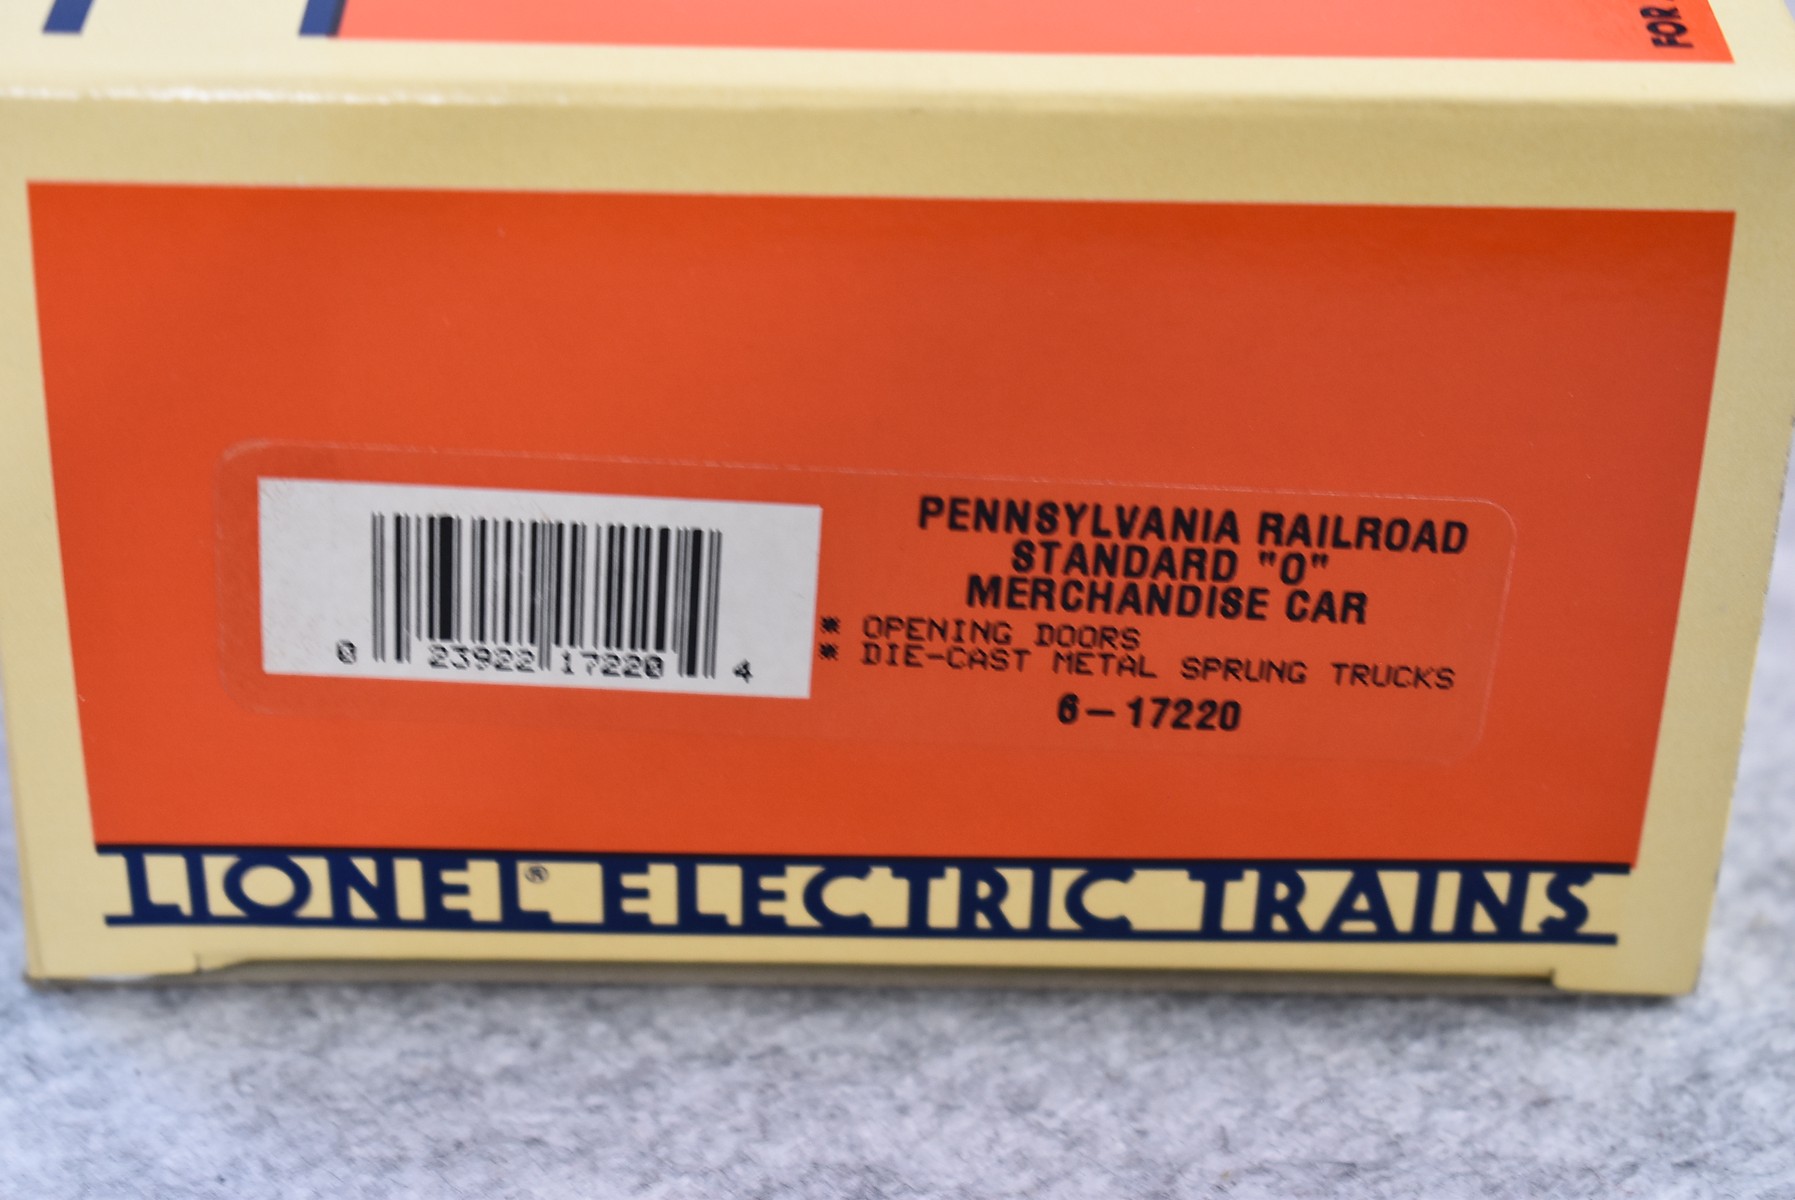 FOR
PENNSYLVANIA RAILROAD
STANDARD "O"
MERCHANDISE CAR
* OPENING DOORS
* DIE-CAST METAL SPRUNG TRUCKS
6-17220
0 23922 17220 4
LIONEL® ELECTRIC TRAINS